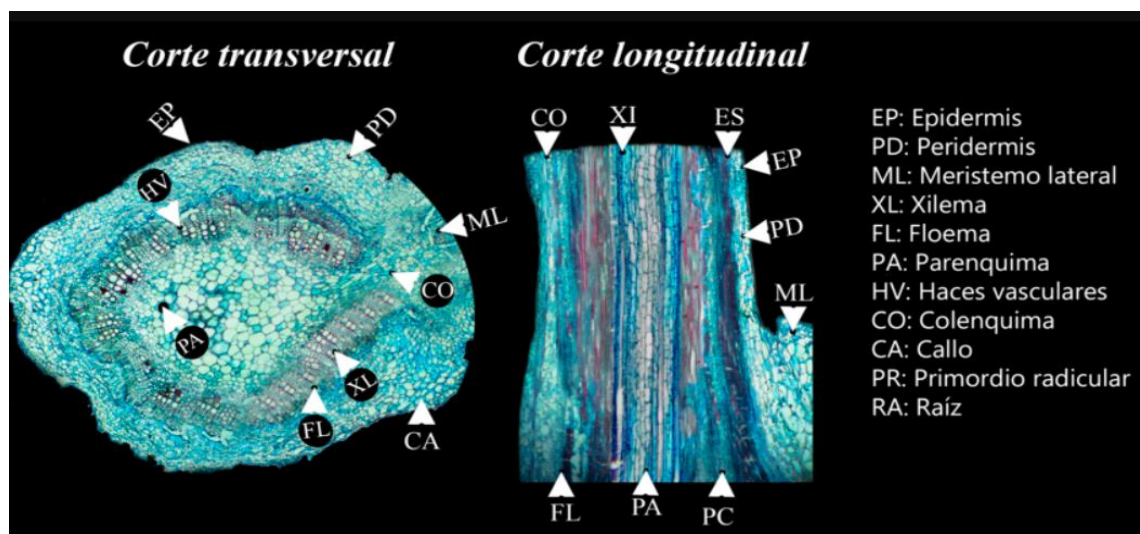 Corte transversal
EP
PD
HV
ML
CO
PA
XL
FL
CA
Corte longitudinal
CO
XI
ES
EP
PD
ML
FL
PA
PC
EP: Epidermis
PD: Peridermis
ML: Meristemo lateral
XL: Xilema
FL: Floema
PA: Parenquima
HV: Haces vasculares
CO: Colenquima
CA: Callo
PR: Primordio radicular
RA: Raíz